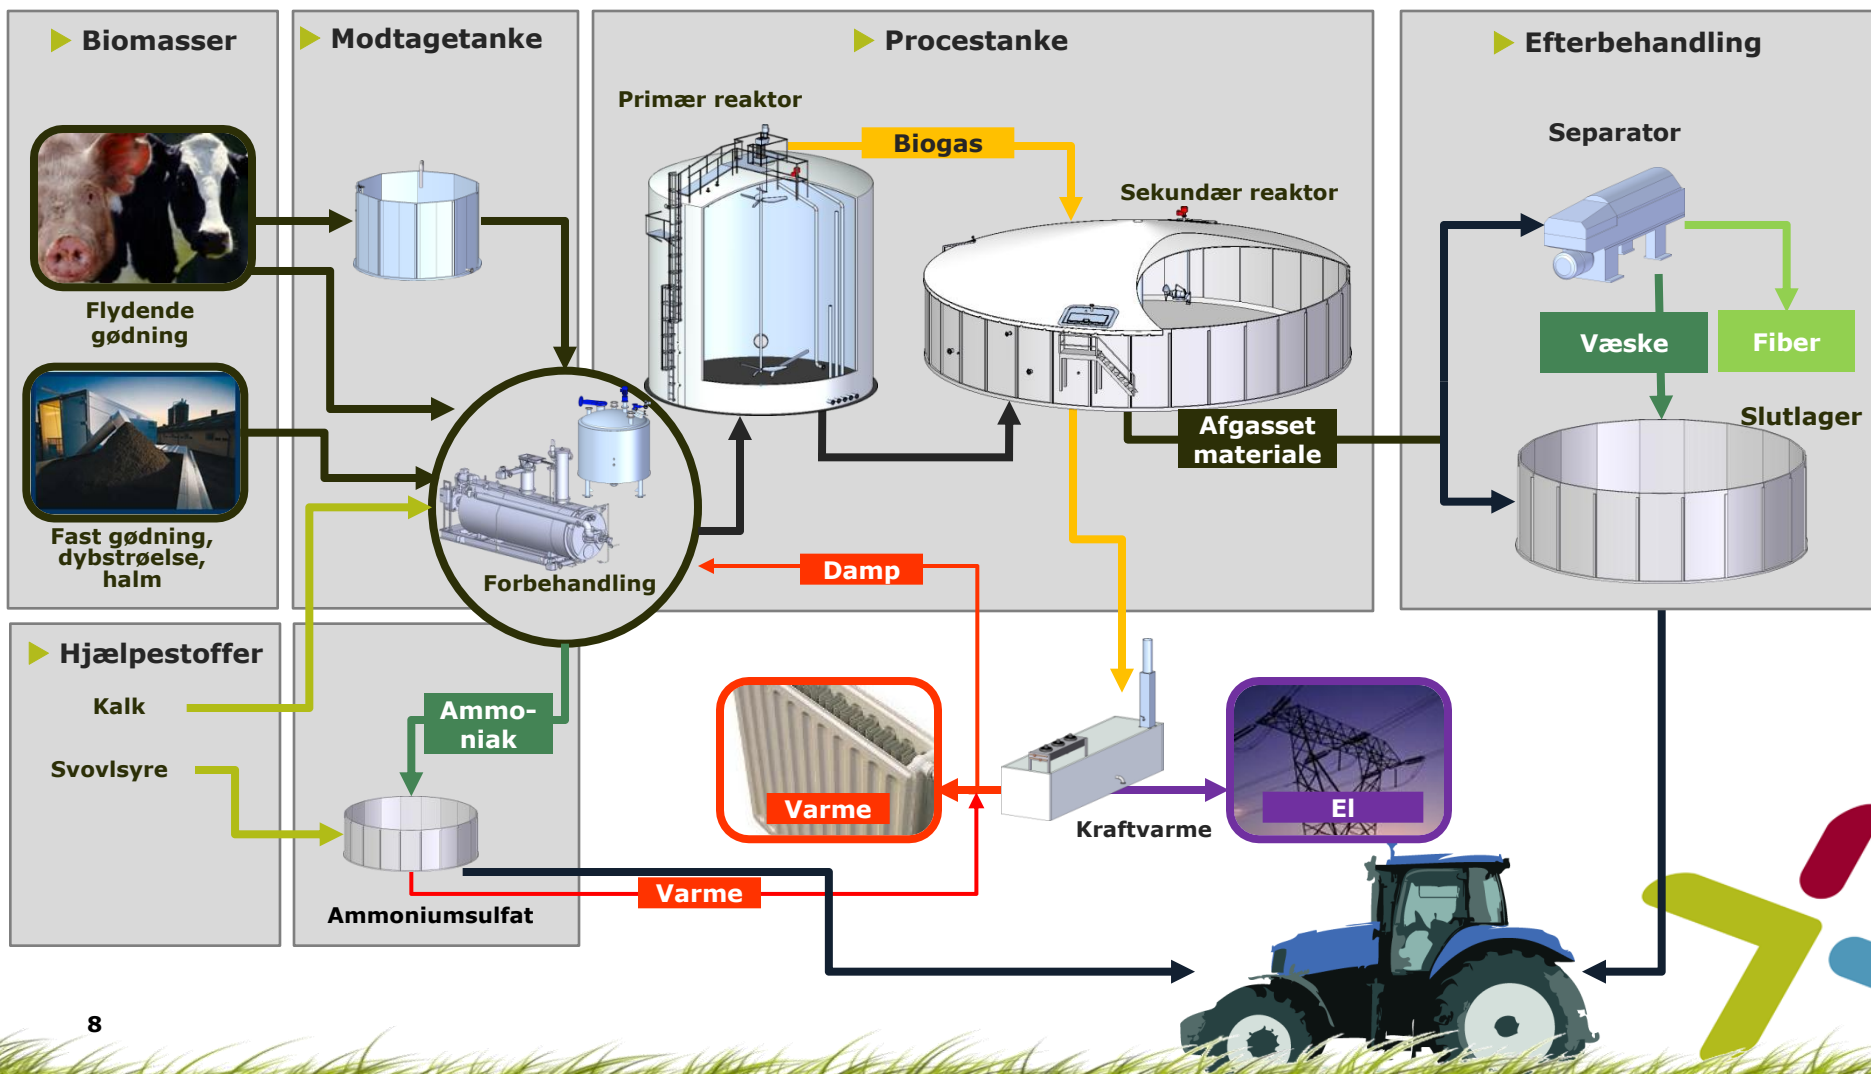 Biomasser
Modtagetanke
Procestanke
Efterbehandling
Primær reaktor
Biogas
Separator
Sekundær reaktor
Flydende
gødning
Væske
Fiber
Slutlager
Afgasset
materiale
Fast gødning,
dybstrøelse,
halm
Forbehandling
Damp
Hjælpestoffer
Kalk
Ammo-
niak
Svovlsyre
Varme
El
Kraftvarme
Varme
Ammoniumsulfat
8